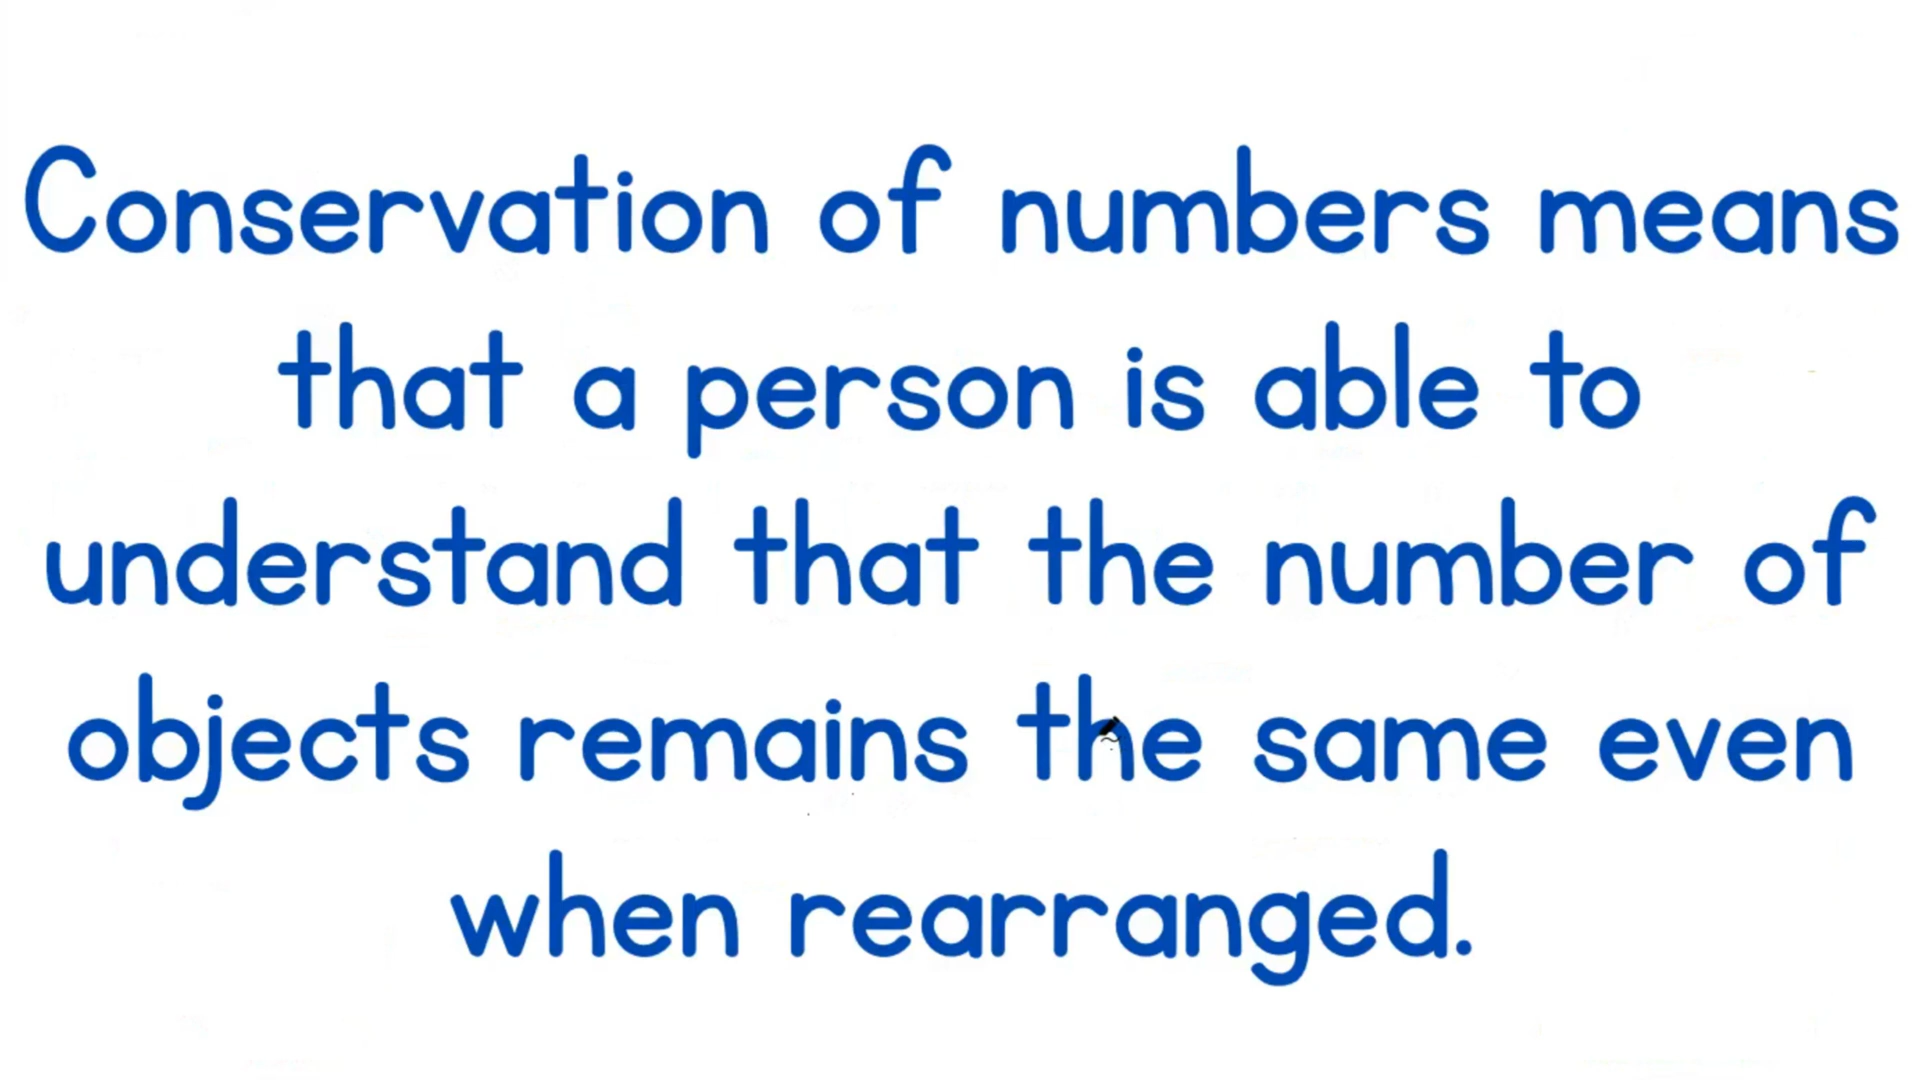 Conservation of numbers means
that a person is able to
understand that the number of
objects remains the same even
when rearranged.